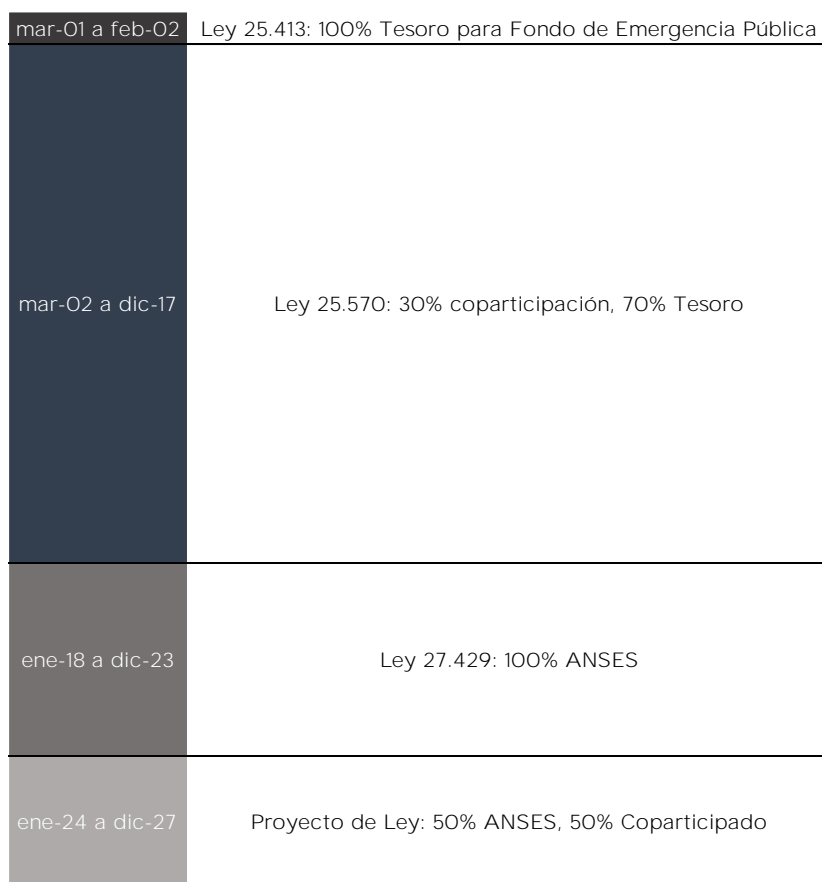 mar-01 a feb-02 Ley 25.413: 100% Tesoro para Fondo de Emergencia Pública
mar-02 a dic-17 Ley 25.570: 30% coparticipación, 70% Tesoro
ene-18 a dic-23 Ley 27.429: 100% ANSES
ene-24 a dic-27 Proyecto de Ley: 50% ANSES, 50% Coparticipado